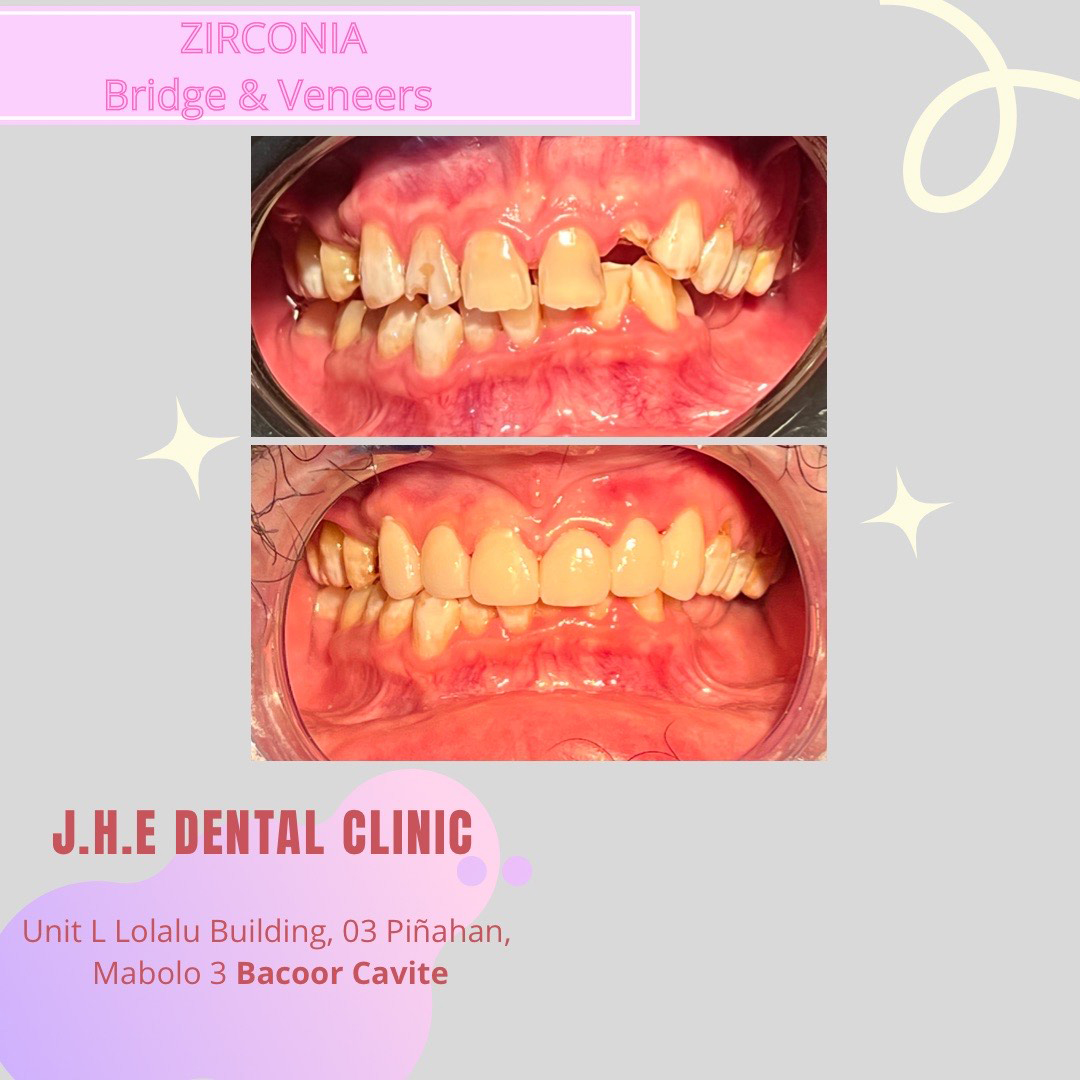 ZIRCONIA
Bridge & Veneers
J.H.E DENTAL CLINIC
Unit L Lolalu Building, 03 Piñahan,
Mabolo 3 Bacoor Cavite